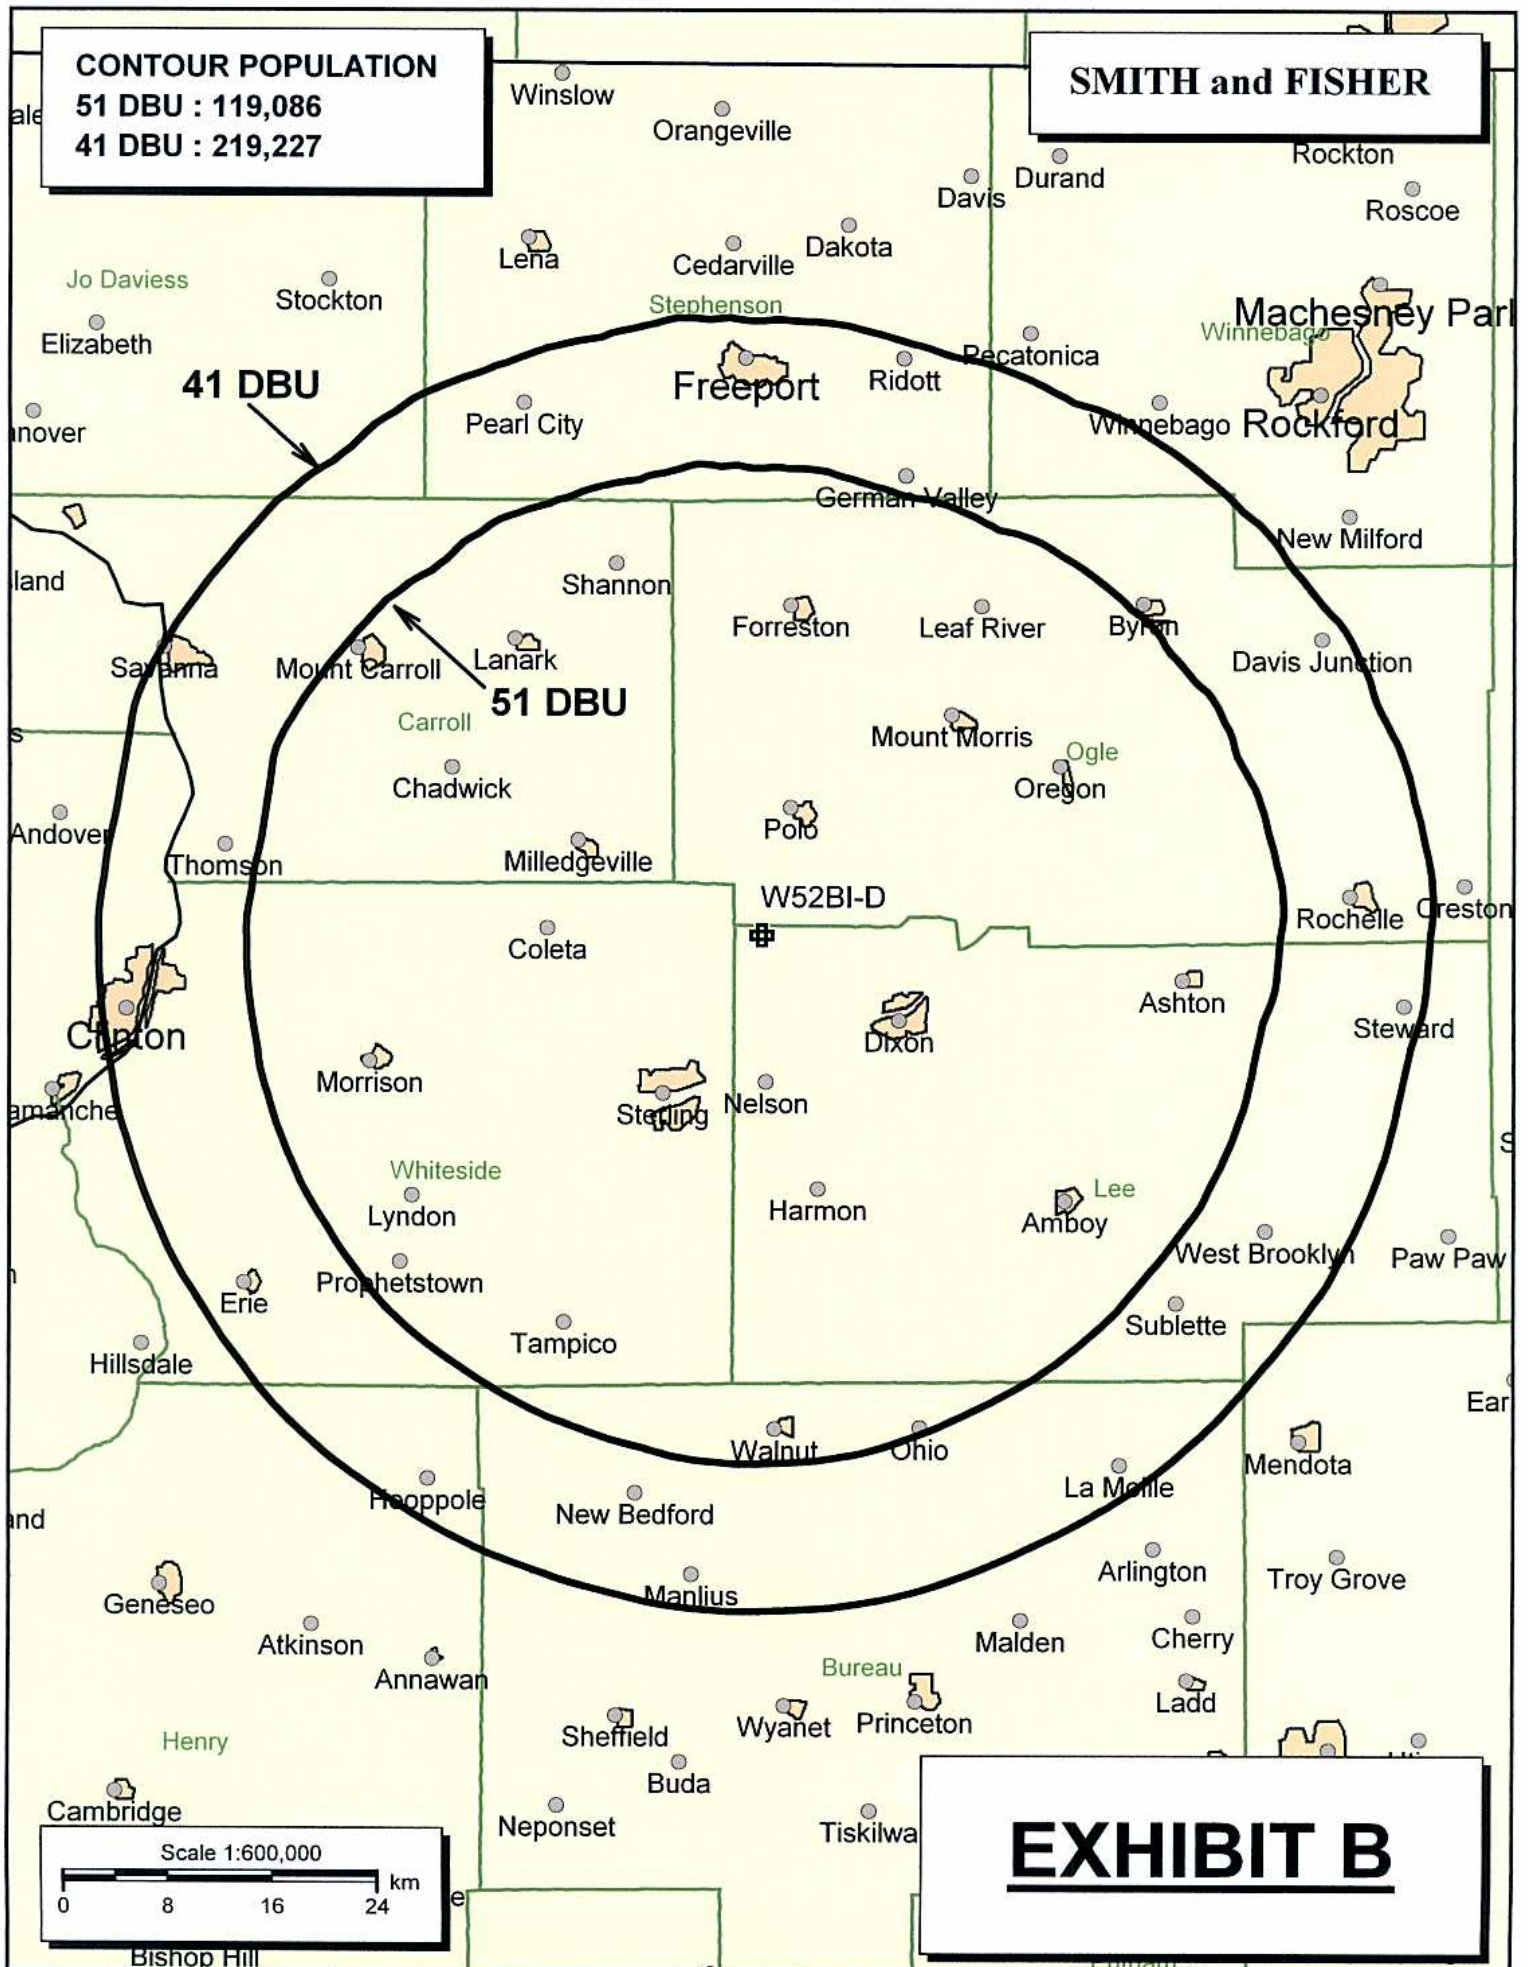 CONTOUR POPULATION
51 DBU : 119,086
41 DBU : 219,227
SMITH and FISHER
Winslow
Orangeville
Rockton
Durand
Davis
Roscoe
Dakota
Lena
Cedarville
Jo Daviess
Stockton
Stephenson
Machesney Park
Winnebago
Elizabeth
Pecatonica
41 DBU
Freeport
Ridott
Pearl City
Winnebago
Rockford
anover
German Valley
New Milford
land
Shannon
Forreston
Leaf River
Byron
Savanna
Mount Carroll
Lanark
Davis Junction
51 DBU
Carroll
Mount Morris
Ogle
Chadwick
Oregon
Andover
Polo
Thomson
Milledgeville
W52BI-D
Rochelle
Creston
Coleta
Ashton
Clinton
Dixon
Steward
Morrison
Sterling
Nelson
amanche
Whiteside
Lee
Lyndon
Harmon
Amboy
West Brooklyn
Paw Paw
Prophetstown
Erie
Sublette
Tampico
Hillsdale
Ear
Walnut
Ohio
Mendota
La Moille
Hooppole
New Bedford
and
Arlington
Troy Grove
Manlius
Geneseo
Atkinson
Malden
Cherry
Annawan
Bureau
Ladd
Sheffield
Wyanet
Princeton
Henry
Buda
Cambridge
Neponset
Tiskilwa
EXHIBIT B
Scale 1:600,000
km
0 8 16 24
Bishop Hill